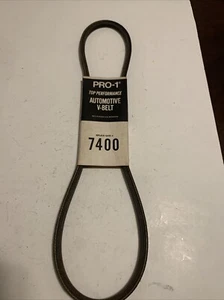 PRO-1
TOP PERFORMANCE
AUTOMOTIVE
V-BELT
7400